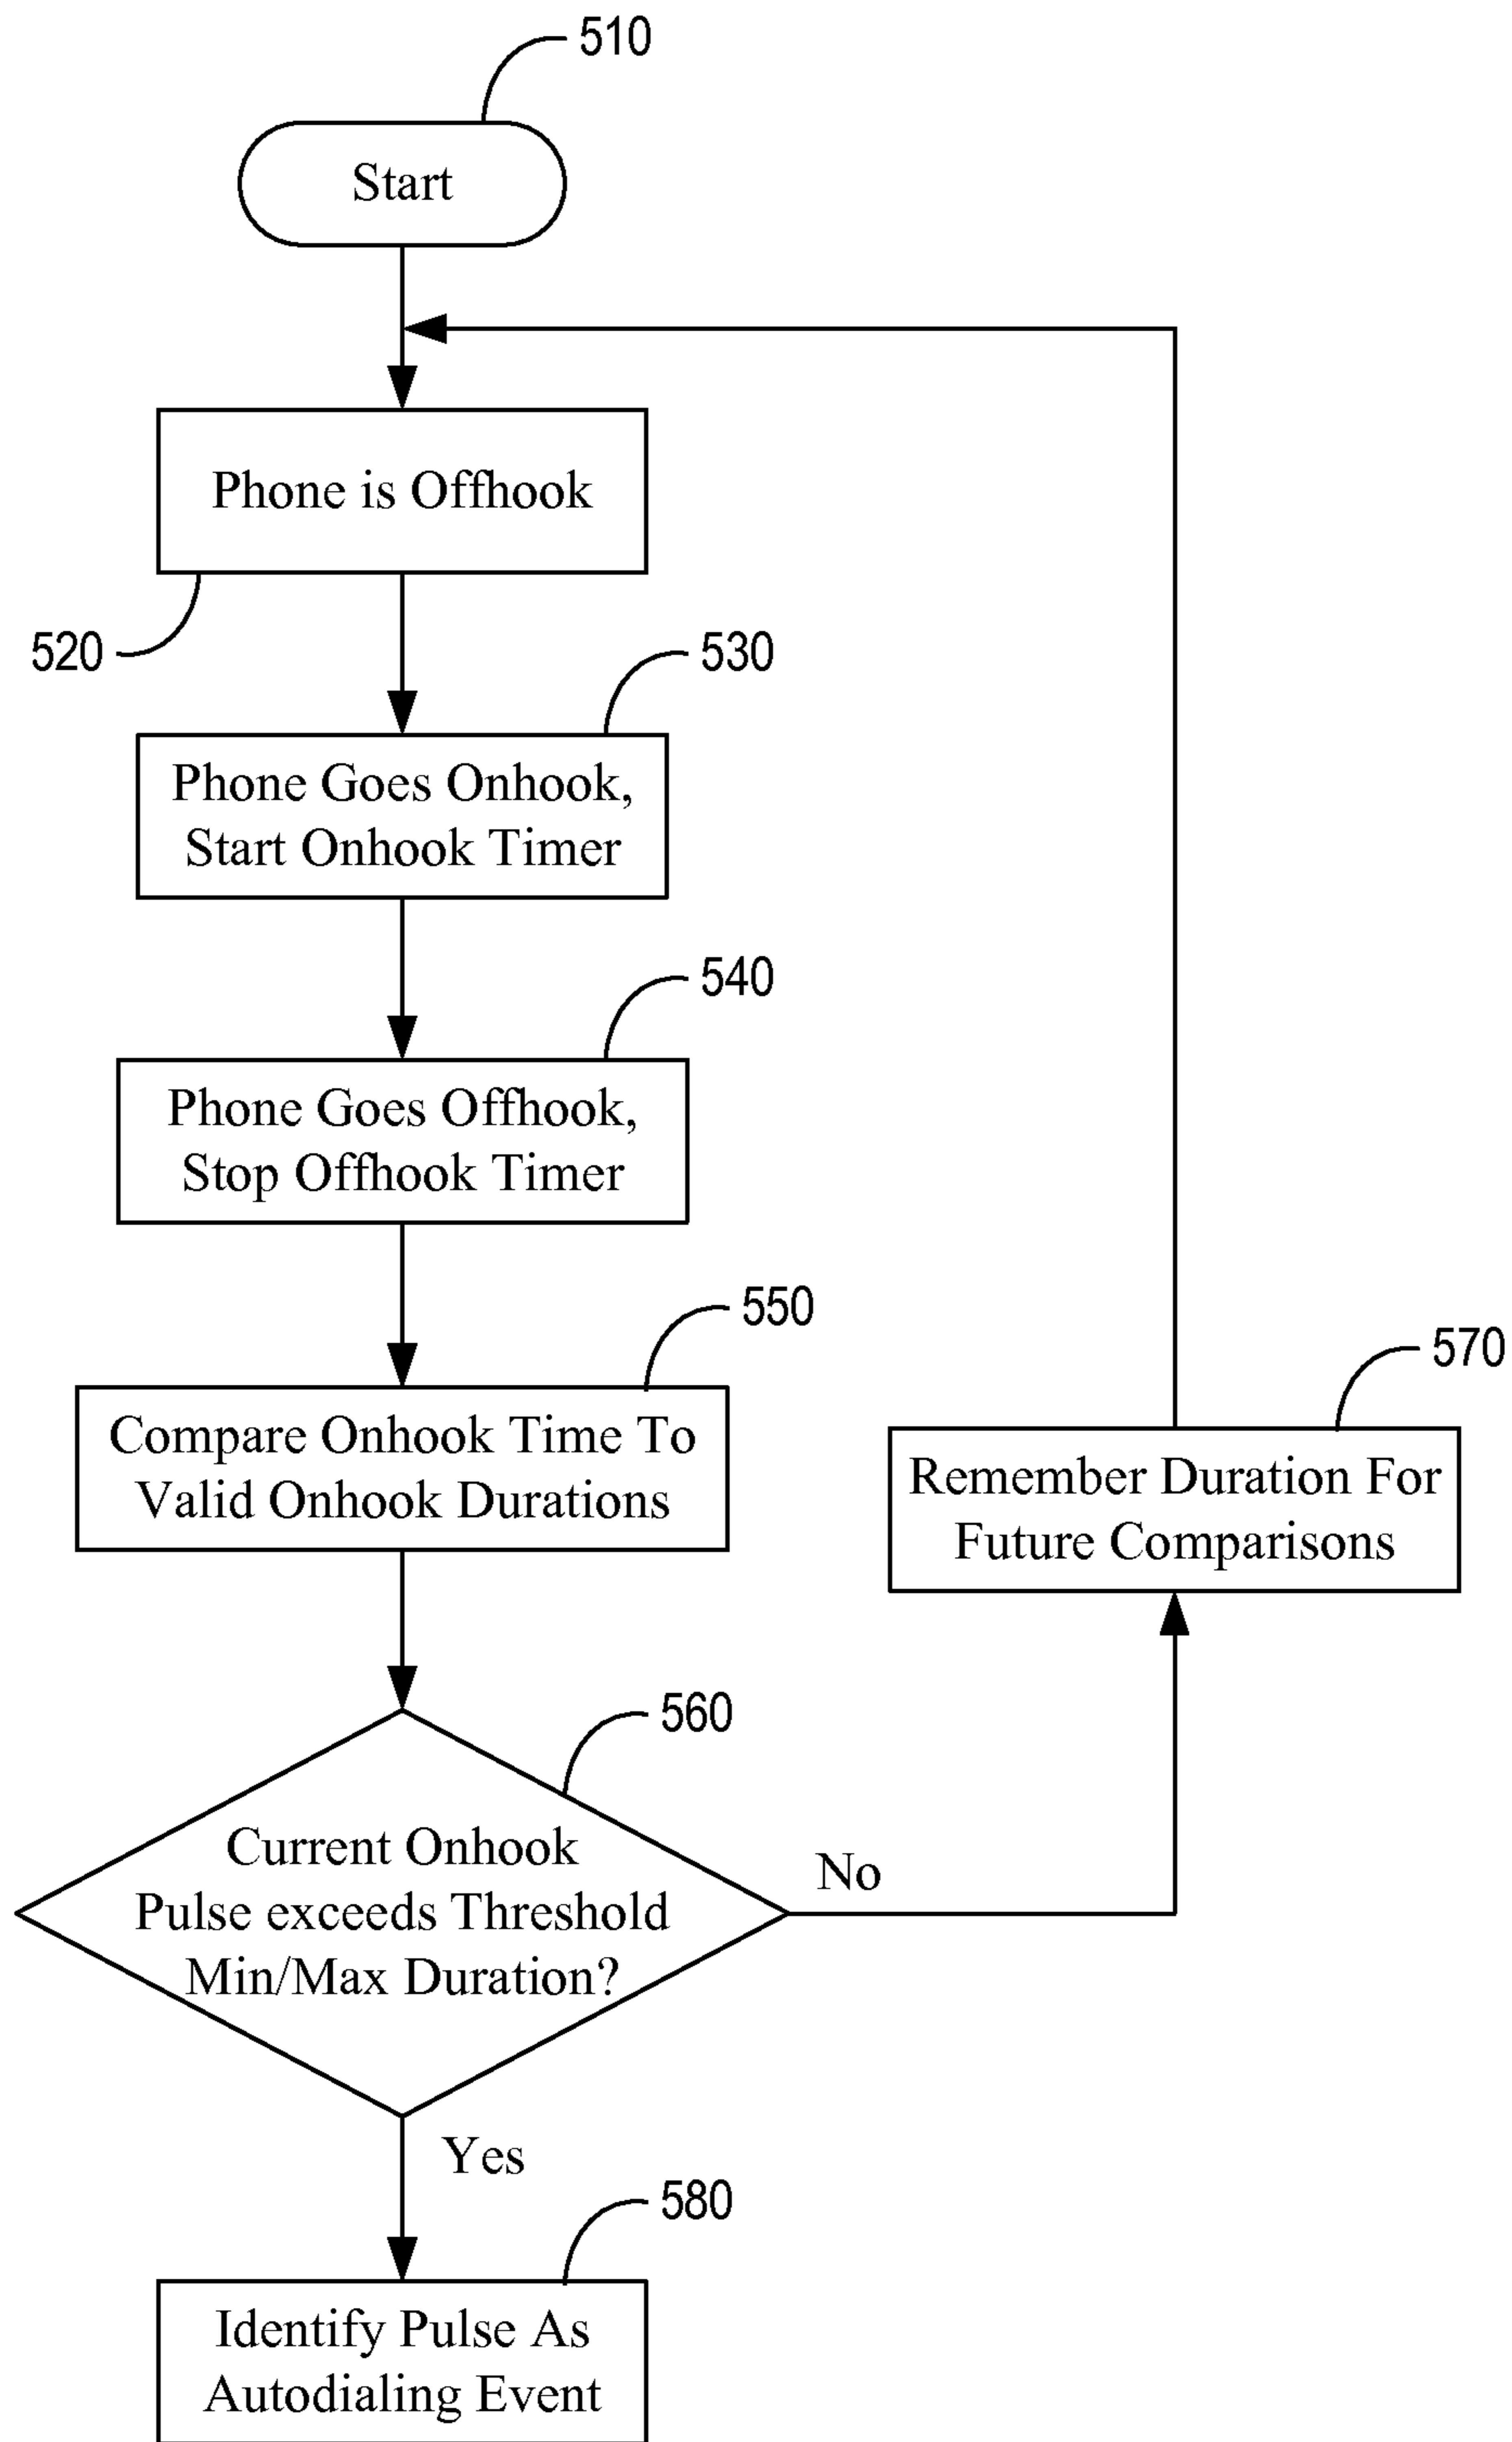 510
Start
Phone is Offhook
520
530
Phone Goes Onhook,
Start Onhook Timer
540
Phone Goes Offhook,
Stop Offhook Timer
550
Compare Onhook Time To
Valid Onhook Durations
570
Remember Duration For
Future Comparisons
560
Current Onhook
Pulse exceeds Threshold
Min/Max Duration?
No
Yes
580
Identify Pulse As
Autodialing Event